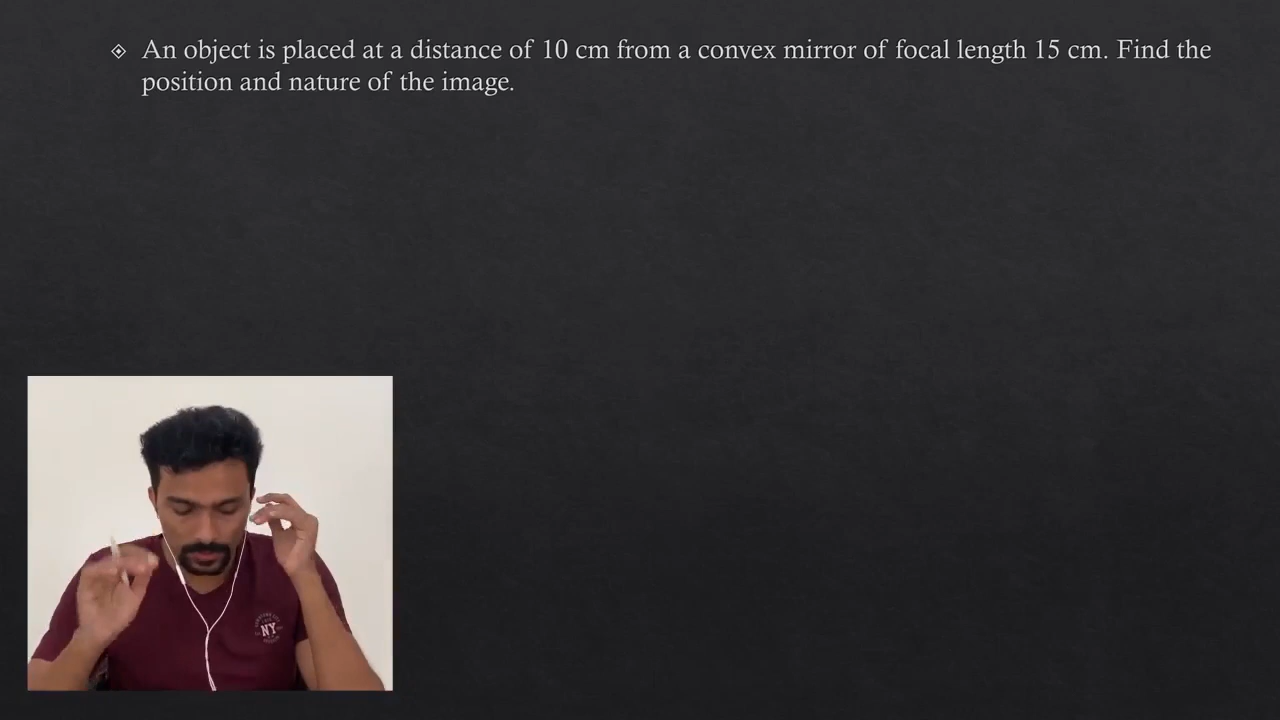 An object is placed at a distance of 10 cm from a convex mirror of focal length 15 cm. Find the
position and nature of the image.
NY